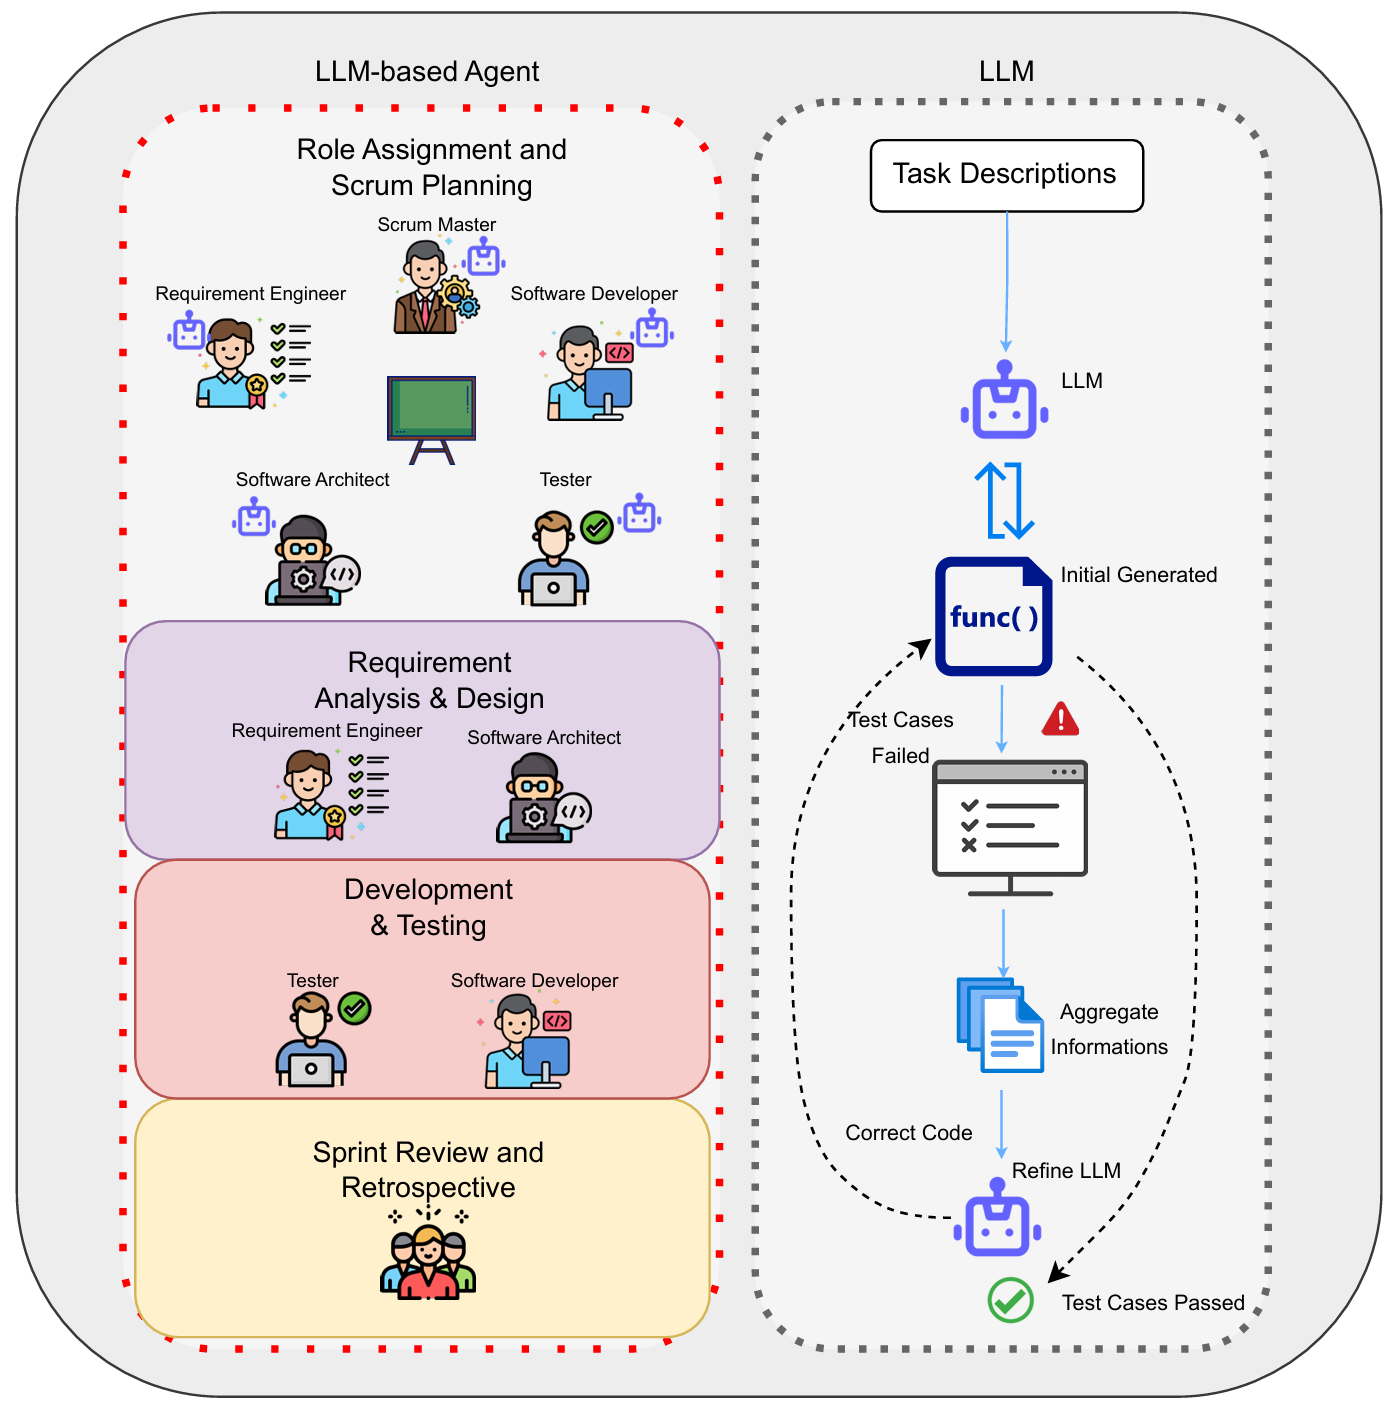 LLM-based Agent
Role Assignment and
Scrum Planning
Scrum Master
Requirement Engineer
Software Developer
Software Architect
Tester
Requirement
Analysis & Design
Requirement Engineer
Software Architect
Development
& Testing
Tester
Software Developer
Sprint Review and
Retrospective
LLM
Task Descriptions
LLM
Initial Generated
func( )
Test Cases
Failed
Aggregate
Informations
Correct Code
Refine LLM
Test Cases Passed